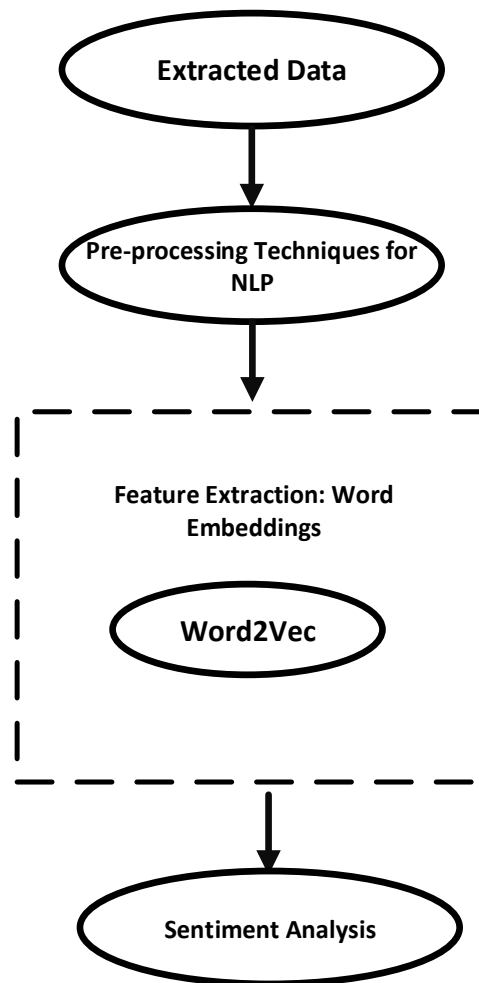 Extracted Data
Pre-processing Techniques for
NLP
Feature Extraction: Word
Embeddings
Word2Vec
Sentiment Analysis